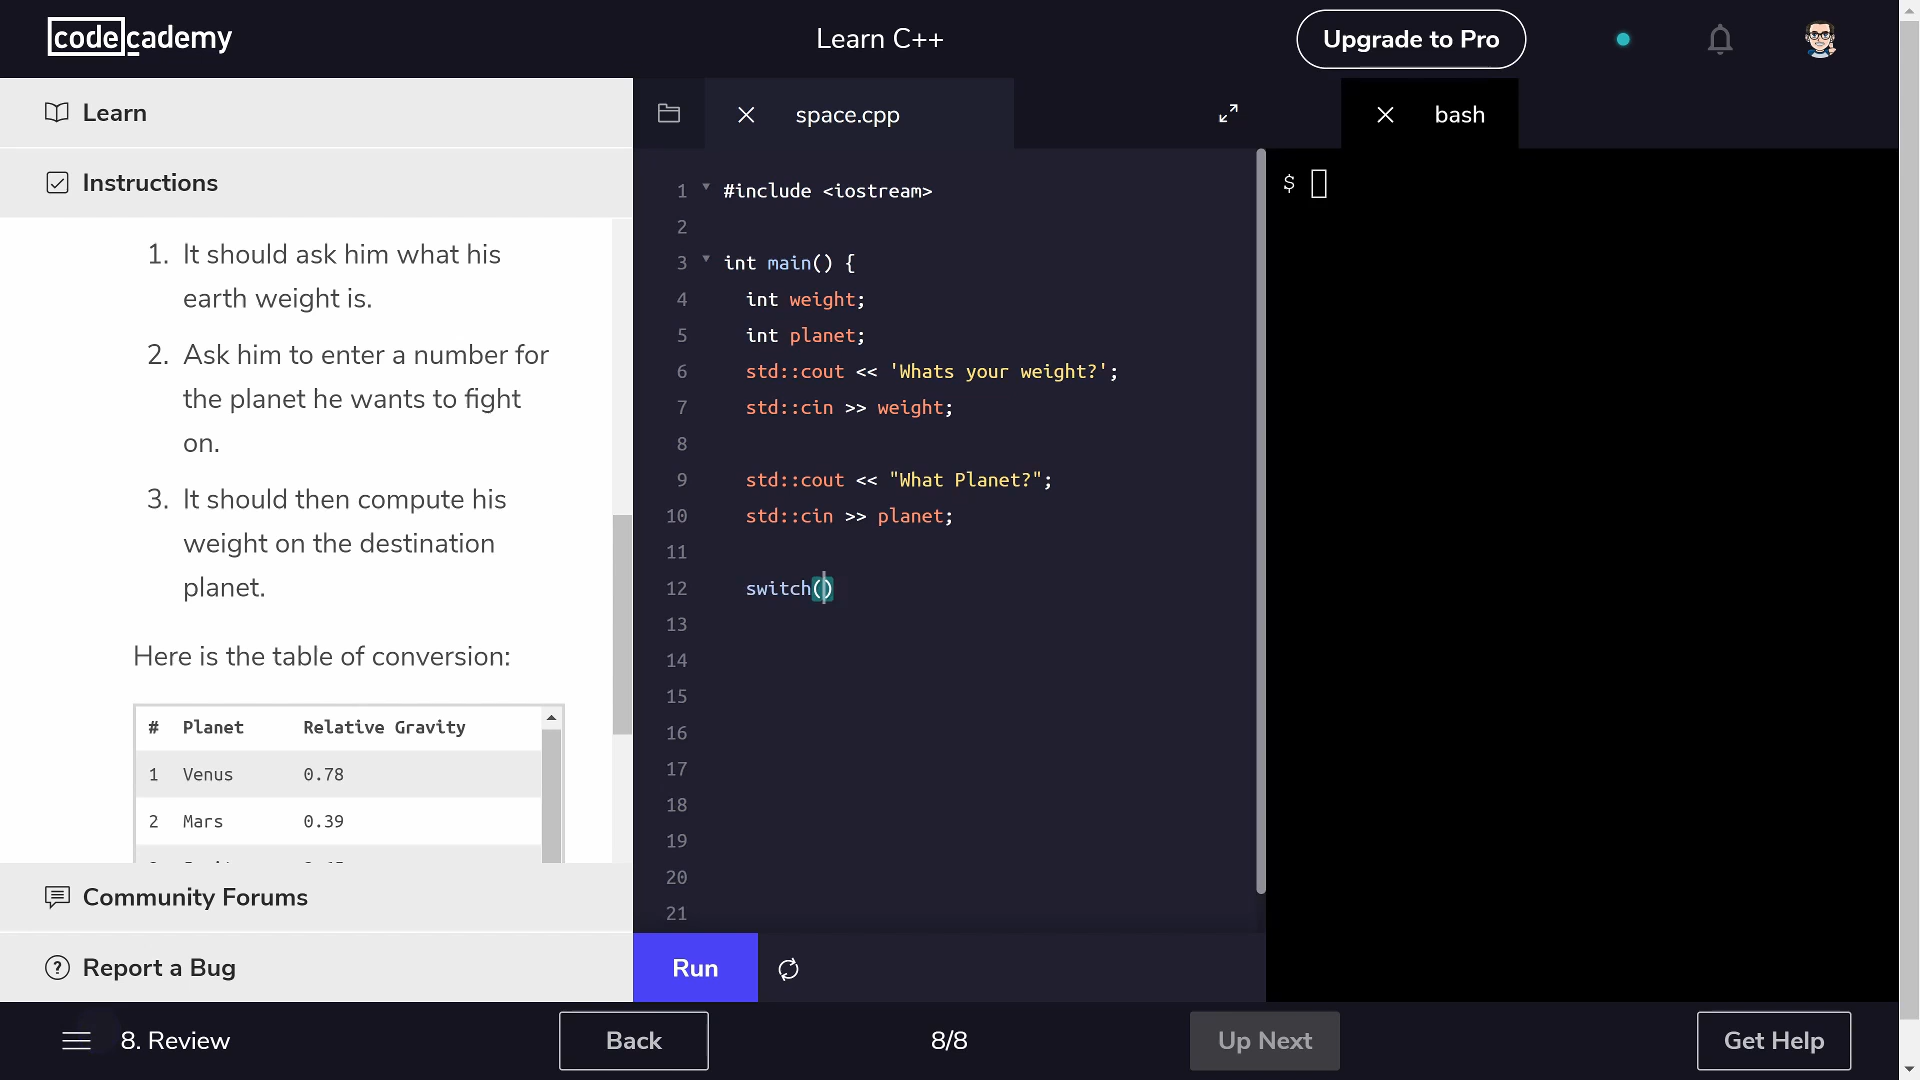 codecademy
Learn C++
Upgrade to Pro
Learn
Instructions
1. It should ask him what his
earth weight is.
2. Ask him to enter a number for
the planet he wants to fight
on.
3. It should then compute his
weight on the destination
planet.
Here is the table of conversion:
# Planet Relative Gravity
1 Venus 0.78
2 Mars 0.39
Community Forums
Report a Bug
space.cpp
1 #include <iostream>
2
3 int main() {
4 int weight;
5 int planet;
6 std::cout << 'Whats your weight?';
7 std::cin >> weight;
8
9 std::cout << "What Planet?";
10 std::cin >> planet;
11
12 switch()
13
14
15
16
17
18
19
20
21
Run
bash
$
8. Review
Back
8/8
Up Next
Get Help